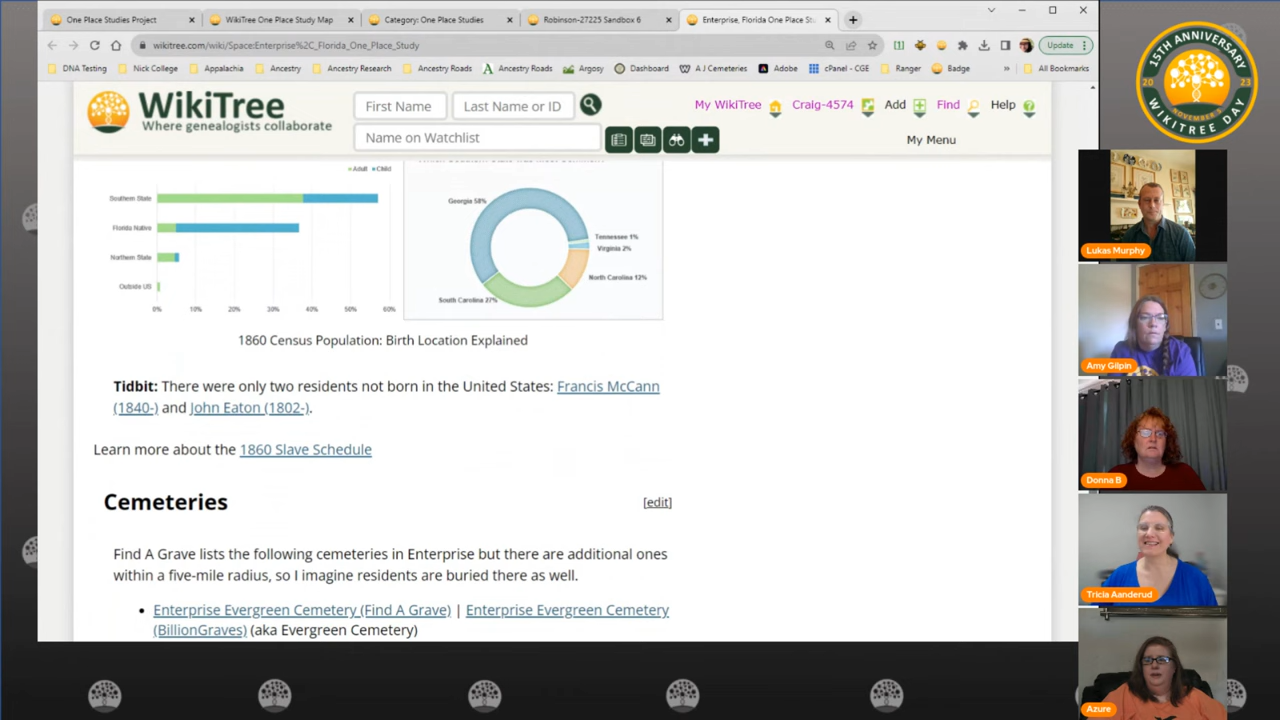 One Place Studies Project
WikiTree One Place Study Map
Category: One Place Studies
Robinson-27225 Sandbox 6
Enterprise, Florida One Place St
wikitree.com/wiki/Space:Enterprise%2C_Florida_One_Place_Study
Update
DNA Testing
Nick College
Appalachia
Ancestry
Ancestry Research
Ancestry Roads
Ancestry Roads
Argosy
Dashboard
A J Cemeteries
Adobe
cPanel - CGE
Ranger
Badge
»
All Bookmarks
WikiTree
Where genealogists collaborate
First Name
Last Name or ID
Name on Watchlist
My WikiTree
Craig-4574
Add
Find
Help
My Menu
Adult Child
Southern State
Florida Native
Northern State
Outside US
0% 10% 20% 30% 40% 50% 60%
Georgia 58%
Tennessee 1%
Virginia 2%
North Carolina 12%
South Carolina 27%
1860 Census Population: Birth Location Explained
Tidbit: There were only two residents not born in the United States: Francis McCann
(1840-) and John Eaton (1802-).
Learn more about the 1860 Slave Schedule
Cemeteries
[edit]
Find A Grave lists the following cemeteries in Enterprise but there are additional ones
within a five-mile radius, so I imagine residents are buried there as well.
• Enterprise Evergreen Cemetery (Find A Grave) | Enterprise Evergreen Cemetery
(BillionGraves) (aka Evergreen Cemetery)
15TH ANNIVERSARY
20 23
NOVEMBER 5
WIKITREE DAY
Lukas Murphy
Amy Gilpin
Donna B
Tricia Aanderud
Azure